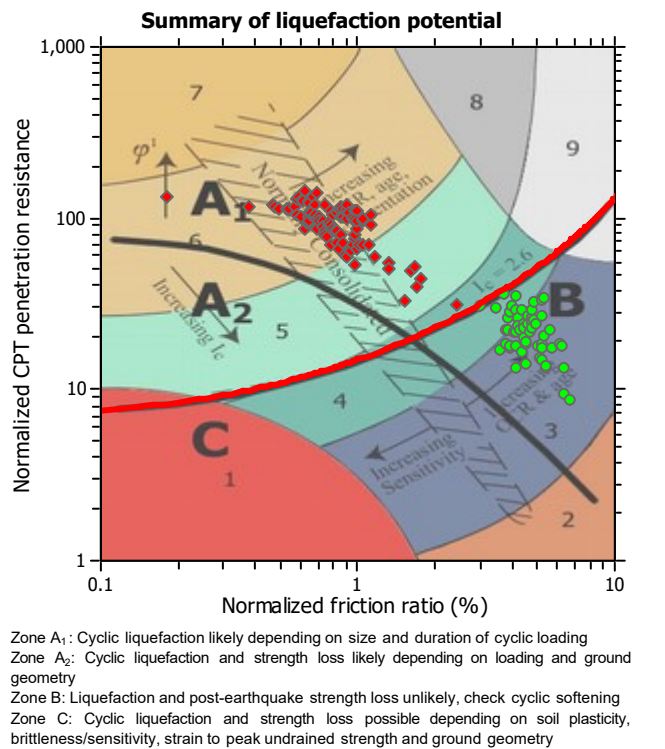 Summary of liquefaction potential
1,000
7
8
9
φ'
Increasing
OCR, age,
cementation
A1
Normally Consolidated
100
6
Ic = 2.6
A2
B
Increasing Ic
5
Normalized CPT penetration resistance
10
4
Increasing
OCR & age
3
C
Increasing
Sensitivity
1
2
1
0.1
1
10
Normalized friction ratio (%)
Zone A1: Cyclic liquefaction likely depending on size and duration of cyclic loading
Zone A2: Cyclic liquefaction and strength loss likely depending on loading and ground
geometry
Zone B: Liquefaction and post-earthquake strength loss unlikely, check cyclic softening
Zone C: Cyclic liquefaction and strength loss possible depending on soil plasticity,
brittleness/sensitivity, strain to peak undrained strength and ground geometry